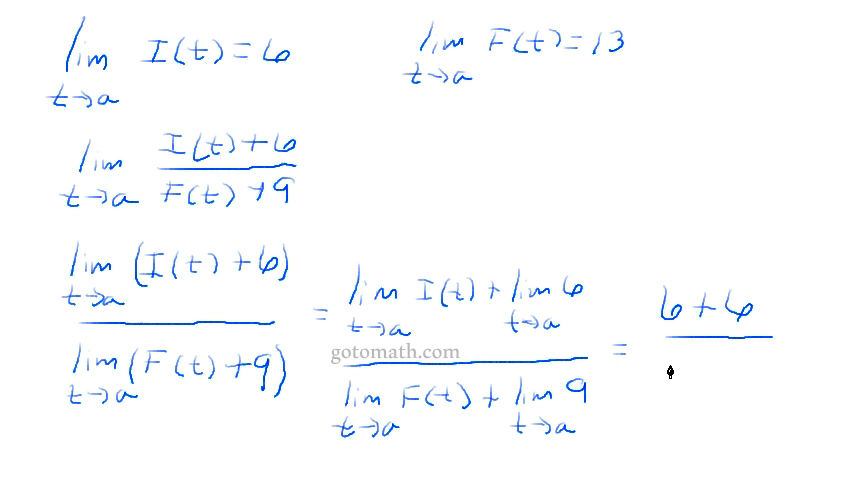 lim I(t) = 6
t→a
lim F(t) = 13
t→a
lim I(t) + 6
t→a F(t) + 9
lim (I(t) + 6)
t→a
lim (F(t) + 9)
t→a
= lim I(t) + lim 6
t→a t→a
gotomath.com
lim F(t) + lim 9
t→a t→a
= 6 + 6